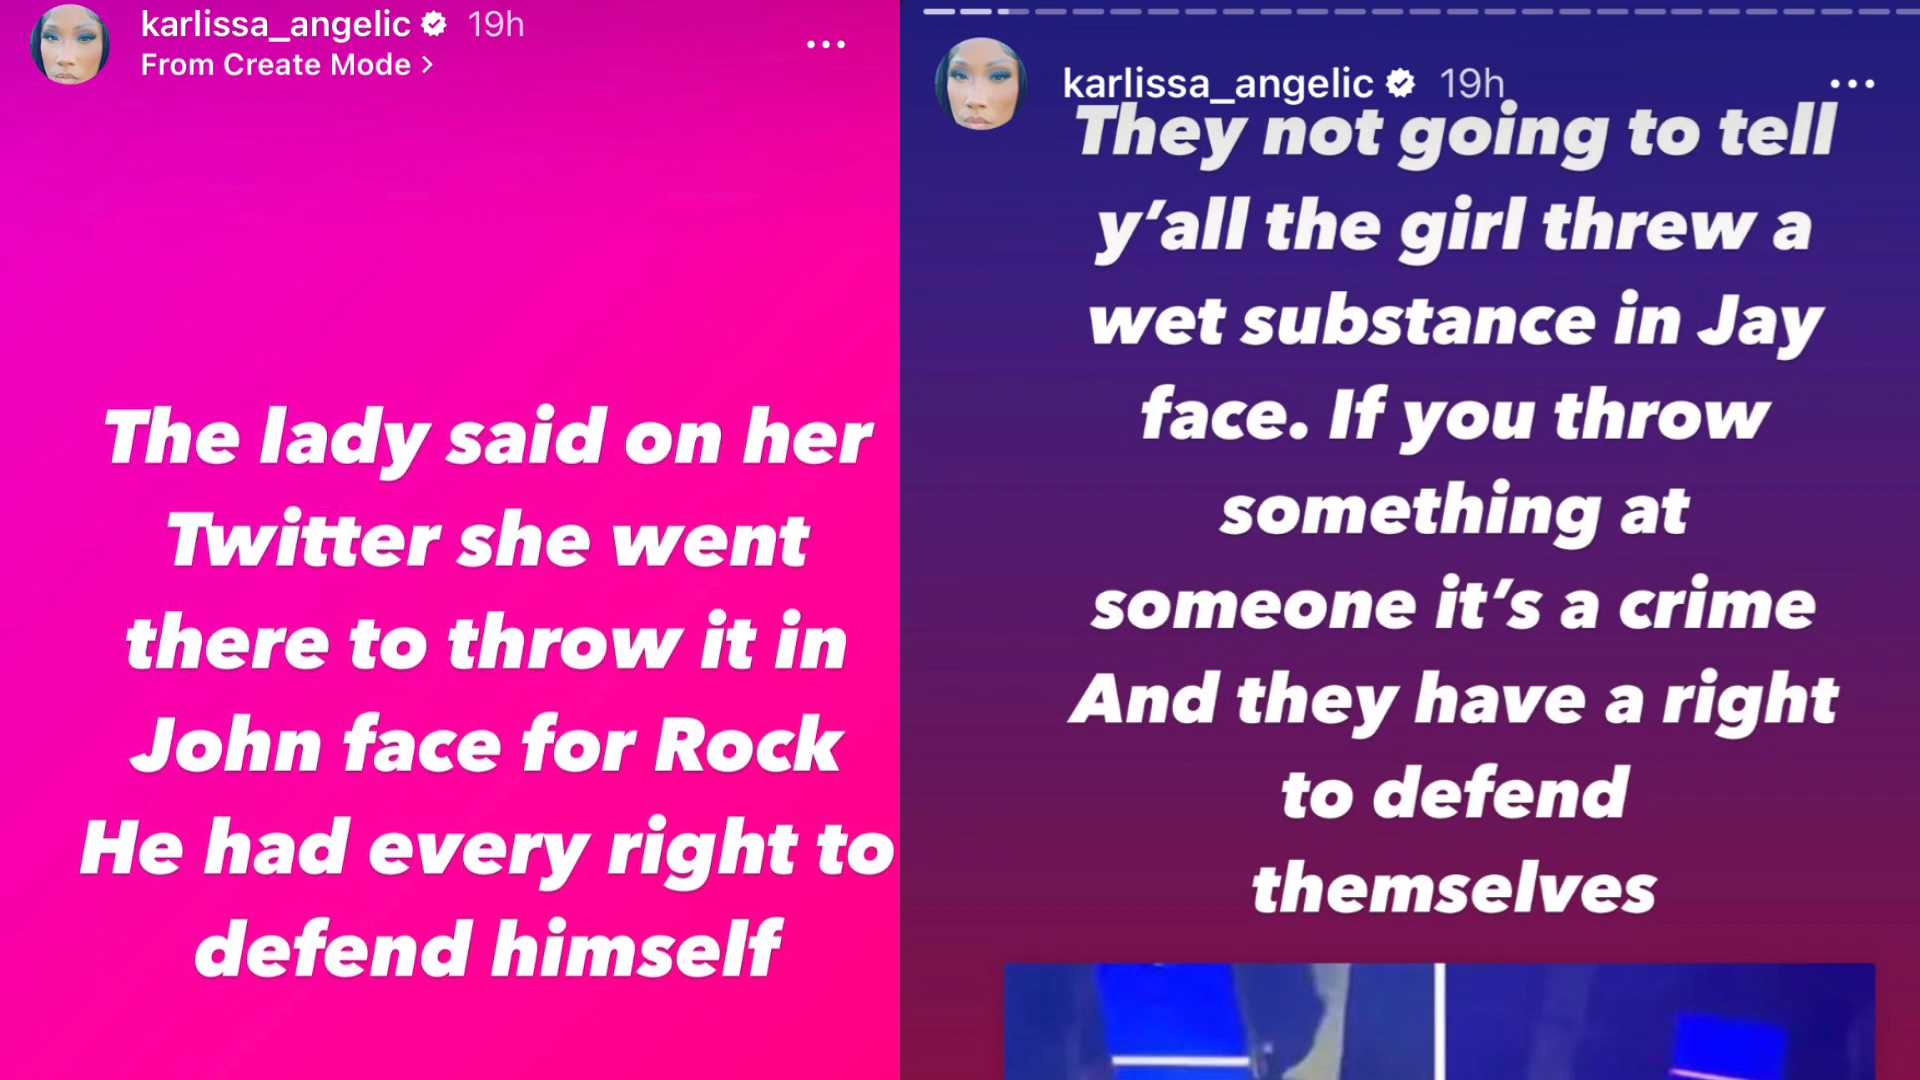 karlissa_angelic 19h
From Create Mode >
The lady said on her
Twitter she went
there to throw it in
John face for Rock
He had every right to
defend himself
karlissa_angelic 19h
They not going to tell
y'all the girl threw a
wet substance in Jay
face. If you throw
something at
someone it's a crime
And they have a right
to defend
themselves